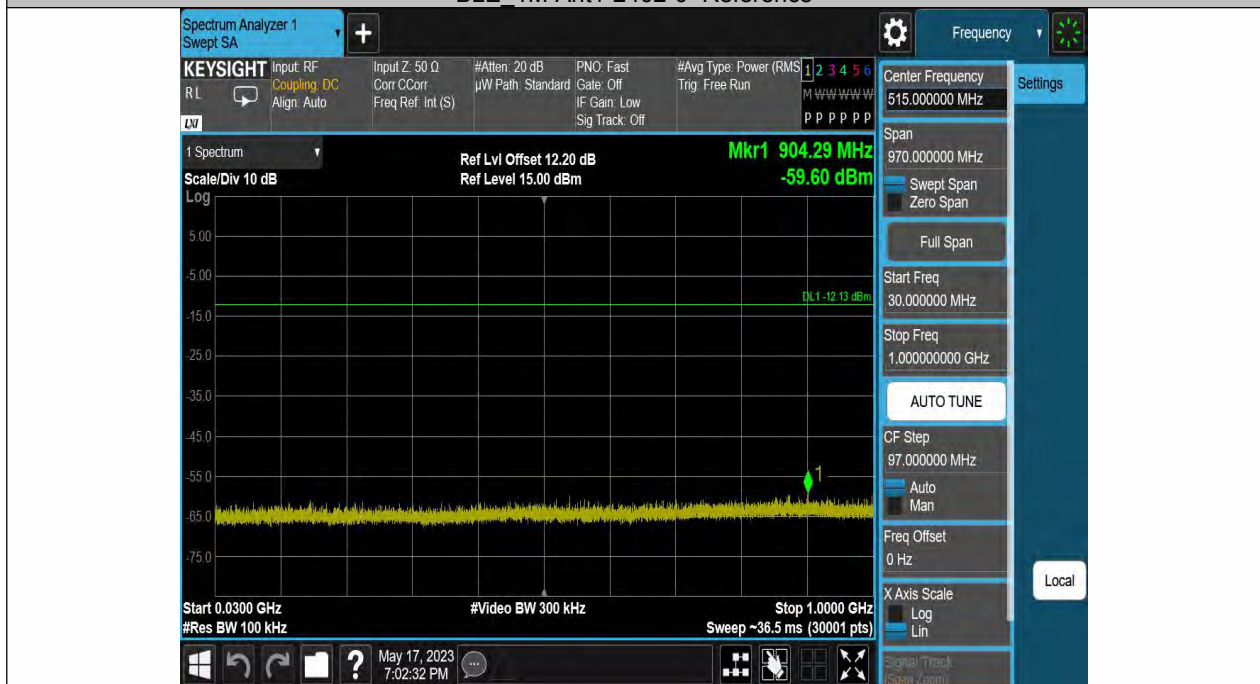 Spectrum Analyzer 1
Swept SA
Frequency
KEYSIGHT
R L
LXI
Input: RF
Coupling: DC
Align: Auto
Input Z: 50 Ω
Corr CCorr
Freq Ref: Int (S)
#Atten: 20 dB
µW Path: Standard
PNO: Fast
Gate: Off
IF Gain: Low
Sig Track: Off
#Avg Type: Power (RMS
Trig: Free Run
1 2 3 4 5 6
M W W W W W
P P P P P P
Center Frequency
515.000000 MHz
Settings
1 Spectrum
Scale/Div 10 dB
Log
Ref Lvl Offset 12.20 dB
Ref Level 15.00 dBm
Mkr1 904.29 MHz
-59.60 dBm
5.00
-5.00
-15.0
-25.0
-35.0
-45.0
-55.0
-65.0
-75.0
DL1 -12.13 dBm
1
Start 0.0300 GHz
#Res BW 100 kHz
#Video BW 300 kHz
Stop 1.0000 GHz
Sweep ~36.5 ms (30001 pts)
Span
970.000000 MHz
Swept Span
Zero Span
Full Span
Start Freq
30.000000 MHz
Stop Freq
1.000000000 GHz
AUTO TUNE
CF Step
97.000000 MHz
Auto
Man
Freq Offset
0 Hz
X Axis Scale
Log
Lin
Signal Track
(Span Zoom)
Local
?
May 17, 2023
7:02:32 PM